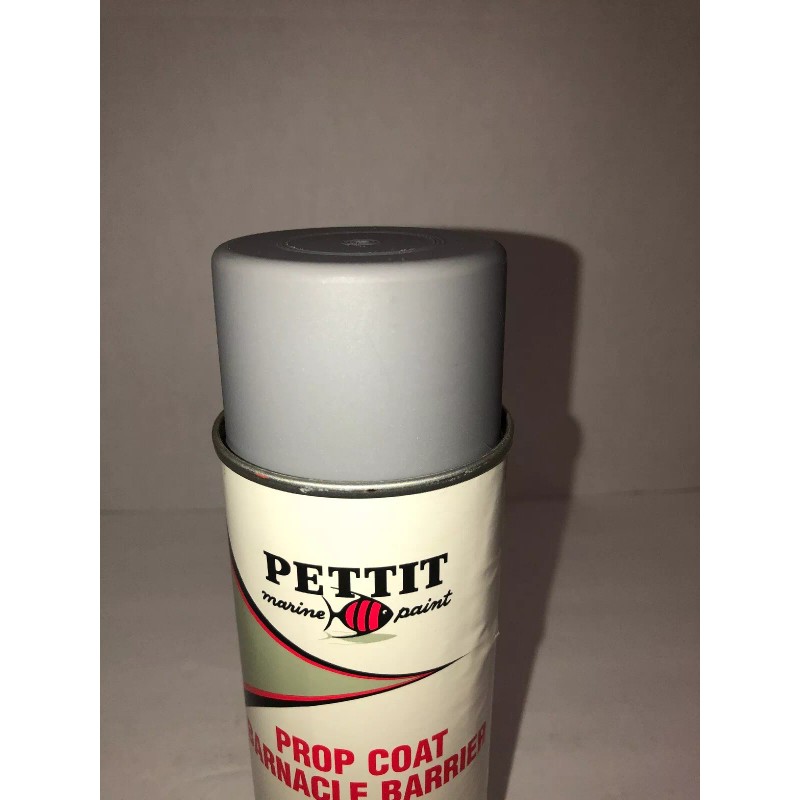 PETTIT
marine paint
PROP COAT
BARNACLE BARRIER